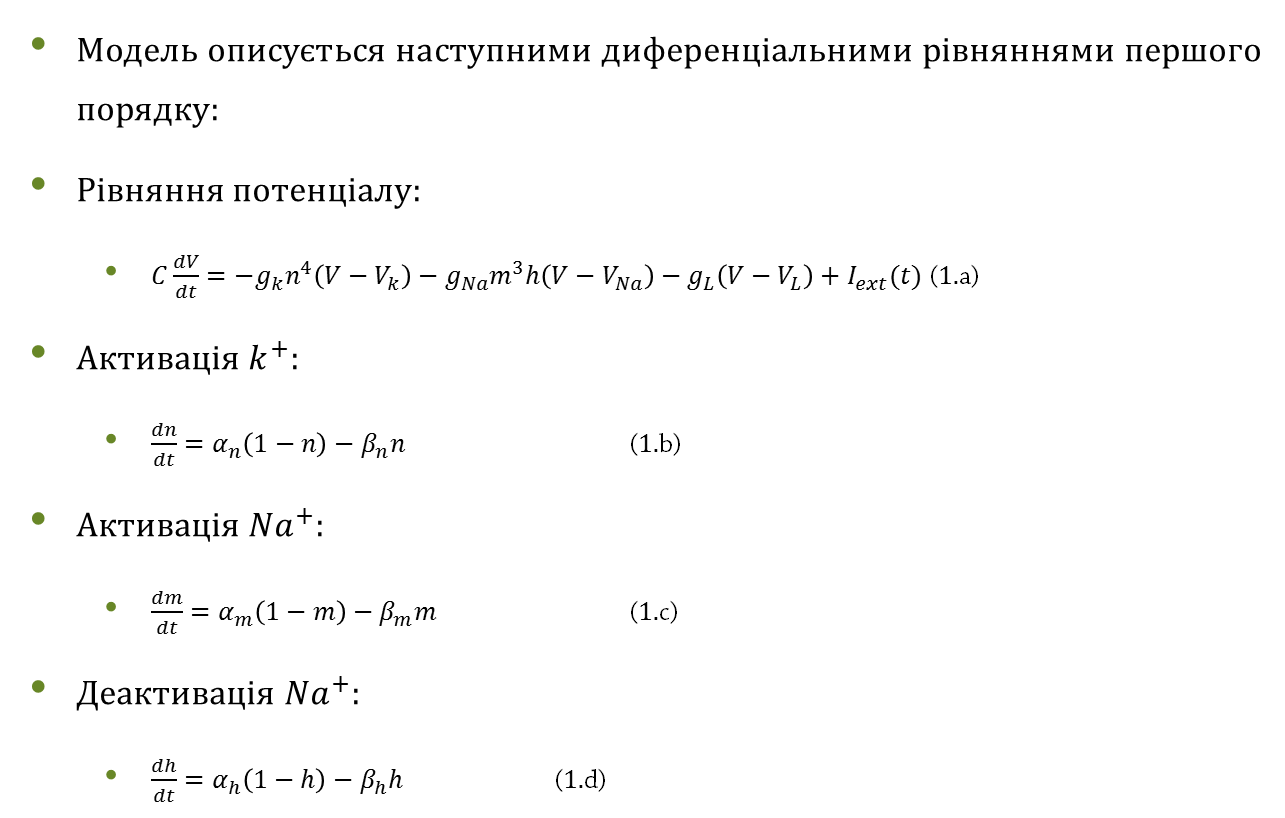 • Модель описується наступними диференціальними рівняннями першого
порядку:
• Рівняння потенціалу:
• C dV/dt = −g_k n⁴(V − V_k) − g_Na m³h(V − V_Na) − g_L(V − V_L) + I_ext(t) (1.a)
• Активація k⁺:
• dn/dt = α_n(1 − n) − β_n n (1.b)
• Активація Na⁺:
• dm/dt = α_m(1 − m) − β_m m (1.c)
• Деактивація Na⁺:
• dh/dt = α_h(1 − h) − β_h h (1.d)